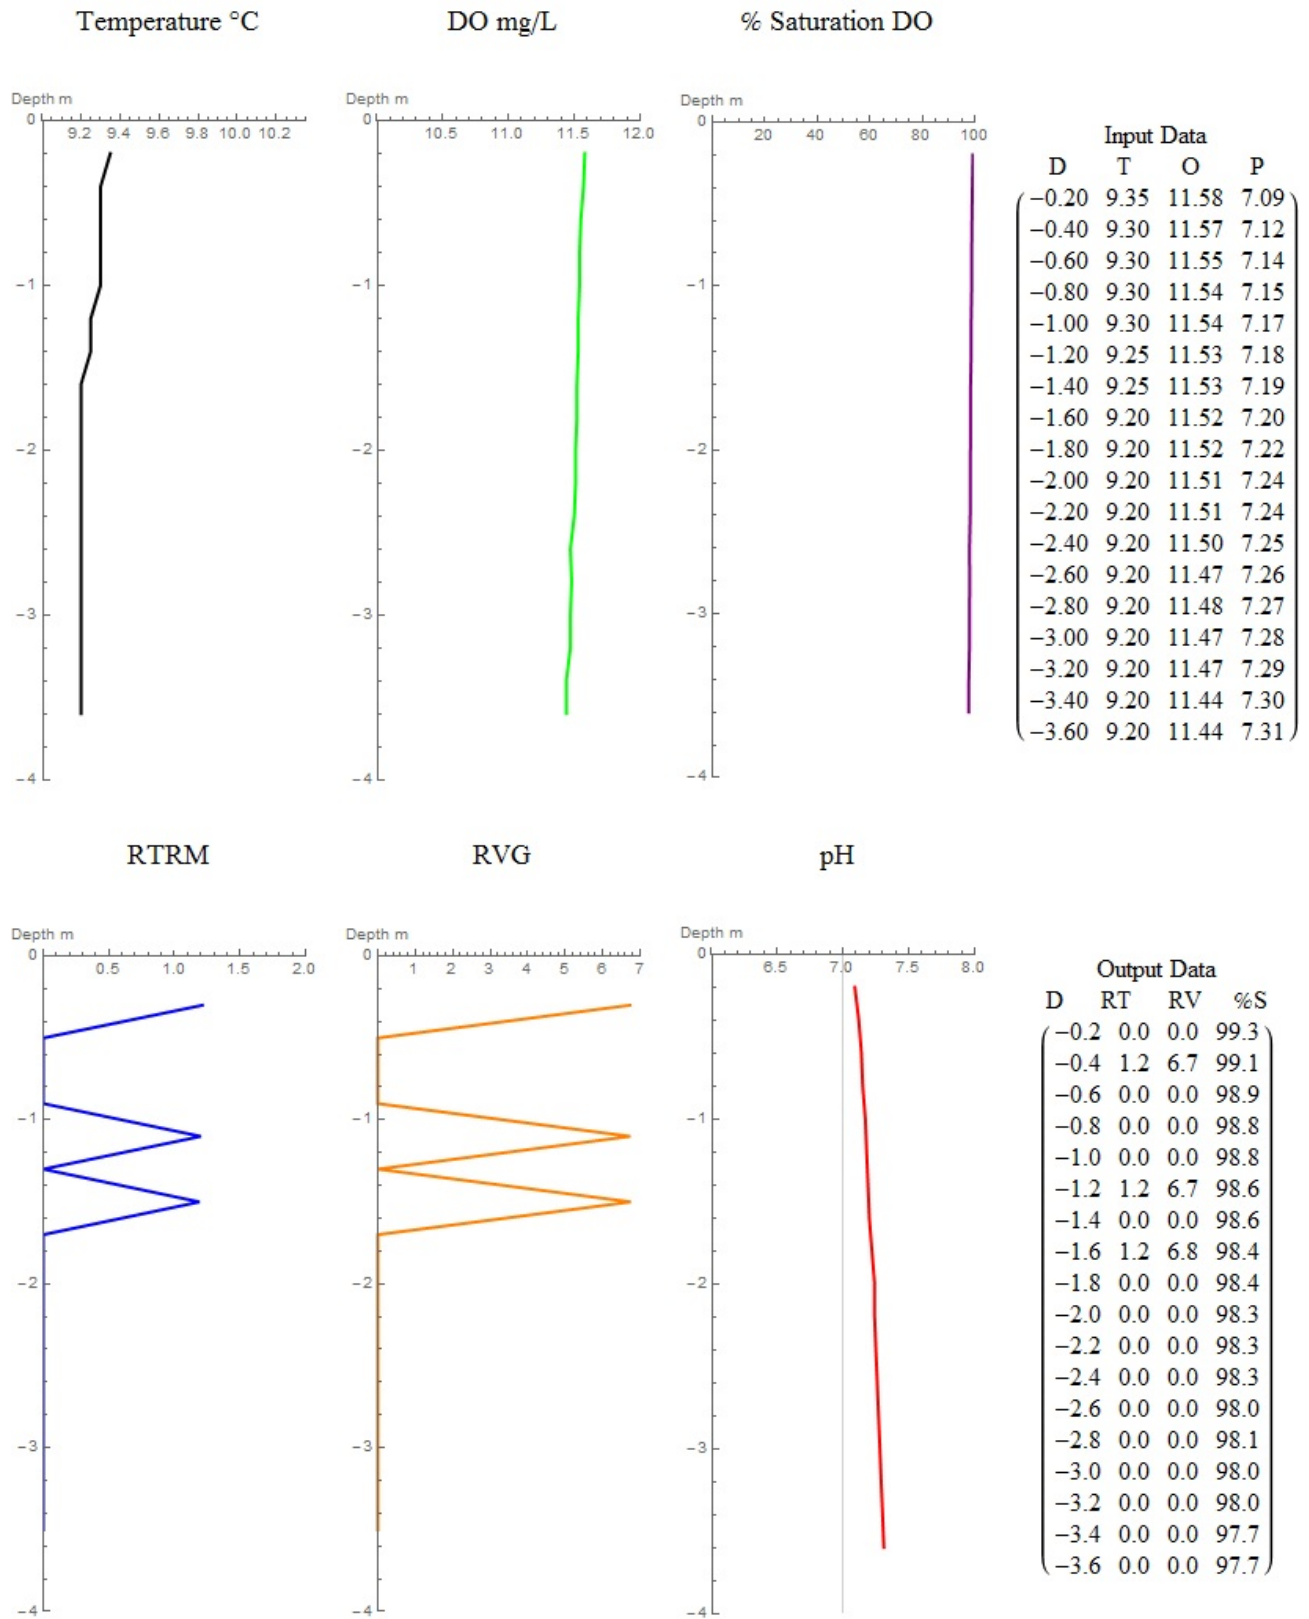 Temperature °C
DO mg/L
% Saturation DO
Depth m
0
9.2 9.4 9.6 9.8 10.0 10.2
−1
−2
−3
−4
Depth m
0
10.5 11.0 11.5 12.0
−1
−2
−3
−4
Depth m
0
20 40 60 80 100
−1
−2
−3
−4
Input Data
D T O P
−0.20 9.35 11.58 7.09
−0.40 9.30 11.57 7.12
−0.60 9.30 11.55 7.14
−0.80 9.30 11.54 7.15
−1.00 9.30 11.54 7.17
−1.20 9.25 11.53 7.18
−1.40 9.25 11.53 7.19
−1.60 9.20 11.52 7.20
−1.80 9.20 11.52 7.22
−2.00 9.20 11.51 7.24
−2.20 9.20 11.51 7.24
−2.40 9.20 11.50 7.25
−2.60 9.20 11.47 7.26
−2.80 9.20 11.48 7.27
−3.00 9.20 11.47 7.28
−3.20 9.20 11.47 7.29
−3.40 9.20 11.44 7.30
−3.60 9.20 11.44 7.31
RTRM
RVG
pH
Depth m
0
0.5 1.0 1.5 2.0
−1
−2
−3
−4
Depth m
0
1 2 3 4 5 6 7
−1
−2
−3
−4
Depth m
0
6.5 7.0 7.5 8.0
−1
−2
−3
−4
Output Data
D RT RV %S
−0.2 0.0 0.0 99.3
−0.4 1.2 6.7 99.1
−0.6 0.0 0.0 98.9
−0.8 0.0 0.0 98.8
−1.0 0.0 0.0 98.8
−1.2 1.2 6.7 98.6
−1.4 0.0 0.0 98.6
−1.6 1.2 6.8 98.4
−1.8 0.0 0.0 98.4
−2.0 0.0 0.0 98.3
−2.2 0.0 0.0 98.3
−2.4 0.0 0.0 98.3
−2.6 0.0 0.0 98.0
−2.8 0.0 0.0 98.1
−3.0 0.0 0.0 98.0
−3.2 0.0 0.0 98.0
−3.4 0.0 0.0 97.7
−3.6 0.0 0.0 97.7